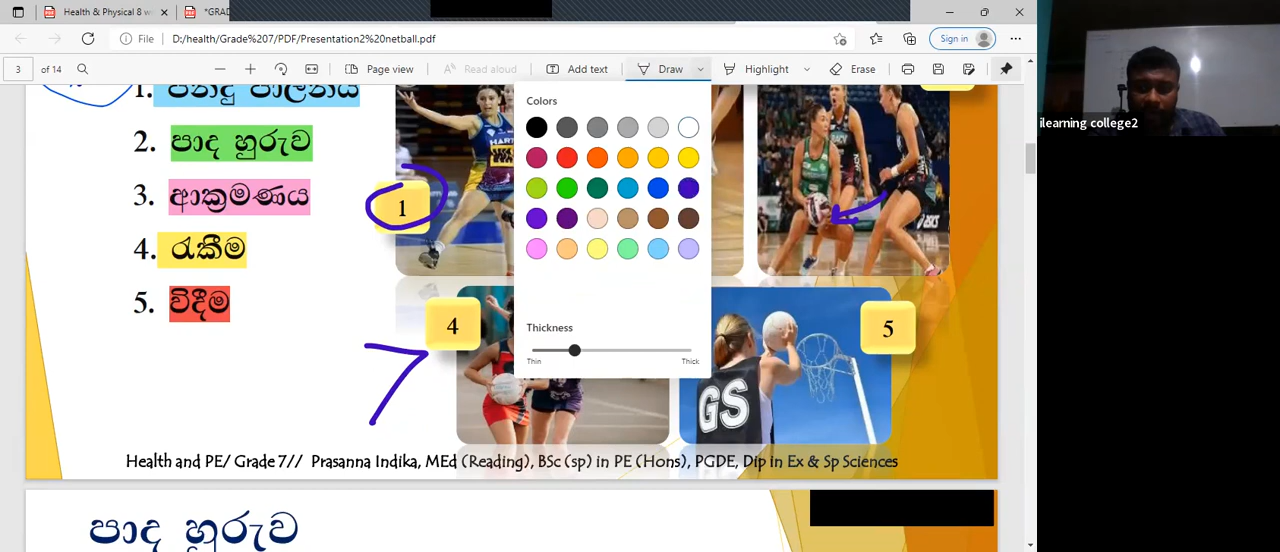 Health & Physical 8 w
*GRAD
File
D:/health/Grade%207/PDF/Presentation2%20netball.pdf
Sign in
3 of 14
Page view
Read aloud
Add text
Draw
Highlight
Erase
Colors
Thickness
Thin
Thick
1. පන්දු පාලනය
2. පාද හුරුව
3. ආක්‍රමණය
4. රැකීම
5. විදීම
1
4
5
HART
ASICS
GS
Health and PE/ Grade 7// Prasanna Indika, MEd (Reading), BSc (sp) in PE (Hons), PGDE, Dip in Ex & Sp Sciences
පාද හුරුව
ilearning college2